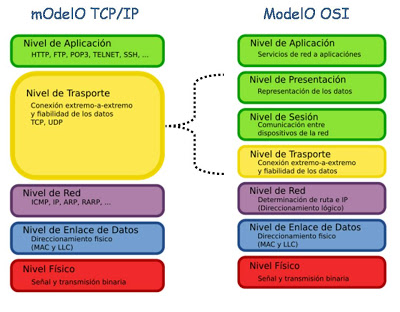 mOdelO TCP/IP
Nivel de Aplicación
HTTP, FTP, POP3, TELNET, SSH, ...
Nivel de Trasporte
Conexión extremo-a-extremo
y fiabilidad de los datos
TCP, UDP
Nivel de Red
ICMP, IP, ARP, RARP, ...
Nivel de Enlace de Datos
Direccionamiento fisico
(MAC y LLC)
Nivel Físico
Señal y transmisión binaria
ModelO OSI
Nivel de Aplicación
Servicios de red a aplicaciónes
Nivel de Presentación
Representación de los datos
Nivel de Sesión
Comunicación entre
dispositivos de la red
Nivel de Trasporte
Conexión extremo-a-extremo
y fiabilidad de los datos
Nivel de Red
Determinación de ruta e IP
(Direccionamiento lógico)
Nivel de Enlace de Datos
Direccionamiento fisico
(MAC y LLC)
Nivel Físico
Señal y transmisión binaria